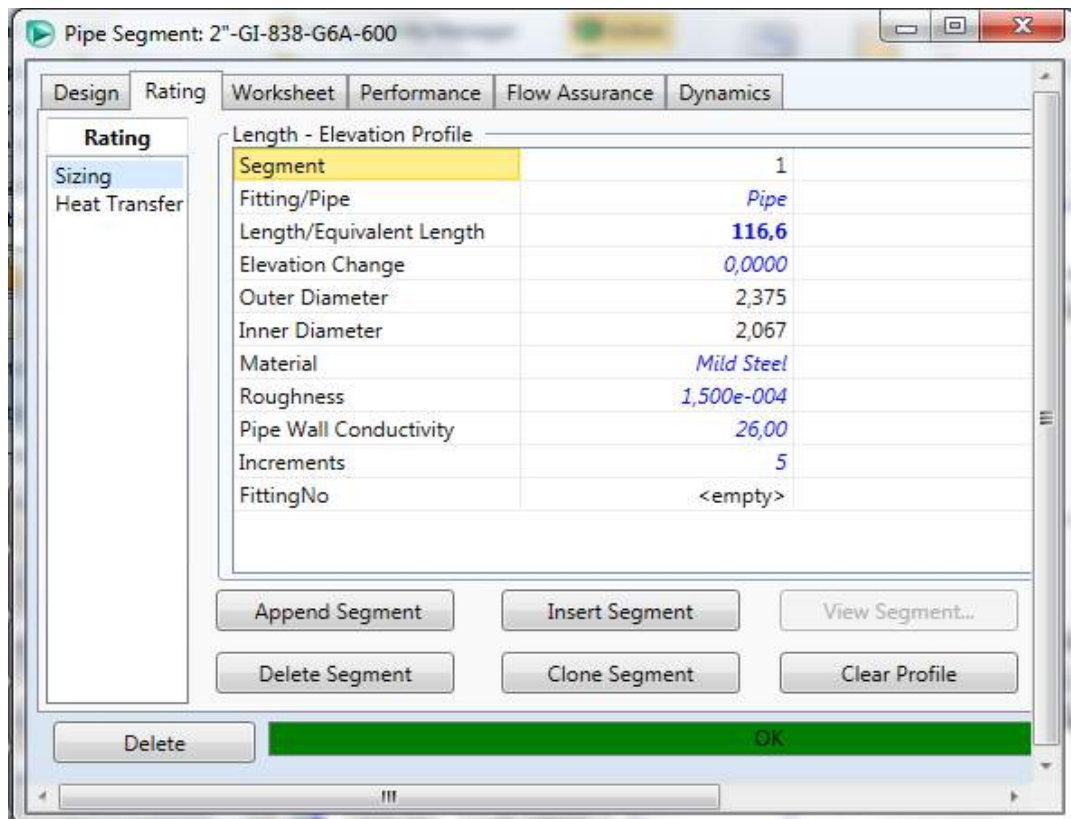 Pipe Segment: 2"-GI-838-G6A-600
Design Rating Worksheet Performance Flow Assurance Dynamics
Rating
Sizing
Heat Transfer
Length - Elevation Profile
Segment 1
Fitting/Pipe Pipe
Length/Equivalent Length 116,6
Elevation Change 0,0000
Outer Diameter 2,375
Inner Diameter 2,067
Material Mild Steel
Roughness 1,500e-004
Pipe Wall Conductivity 26,00
Increments 5
FittingNo <empty>
Append Segment Insert Segment View Segment...
Delete Segment Clone Segment Clear Profile
Delete OK